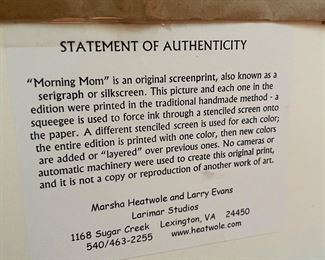 STATEMENT OF AUTHENTICITY
"Morning Mom" is an original screenprint, also known as a
serigraph or silkscreen. This picture and each one in the
edition were printed in the traditional handmade method - a
squeegee is used to force ink through a stenciled screen onto
the paper. A different stenciled screen is used for each color;
the entire edition is printed with one color, then new colors
are added or "layered" over previous ones. No cameras or
automatic machinery were used to create this original print,
and it is not a copy or reproduction of another work of art.
Marsha Heatwole and Larry Evans
Larimar Studios
1168 Sugar Creek Lexington, VA 24450
540/463-2255 www.heatwole.com